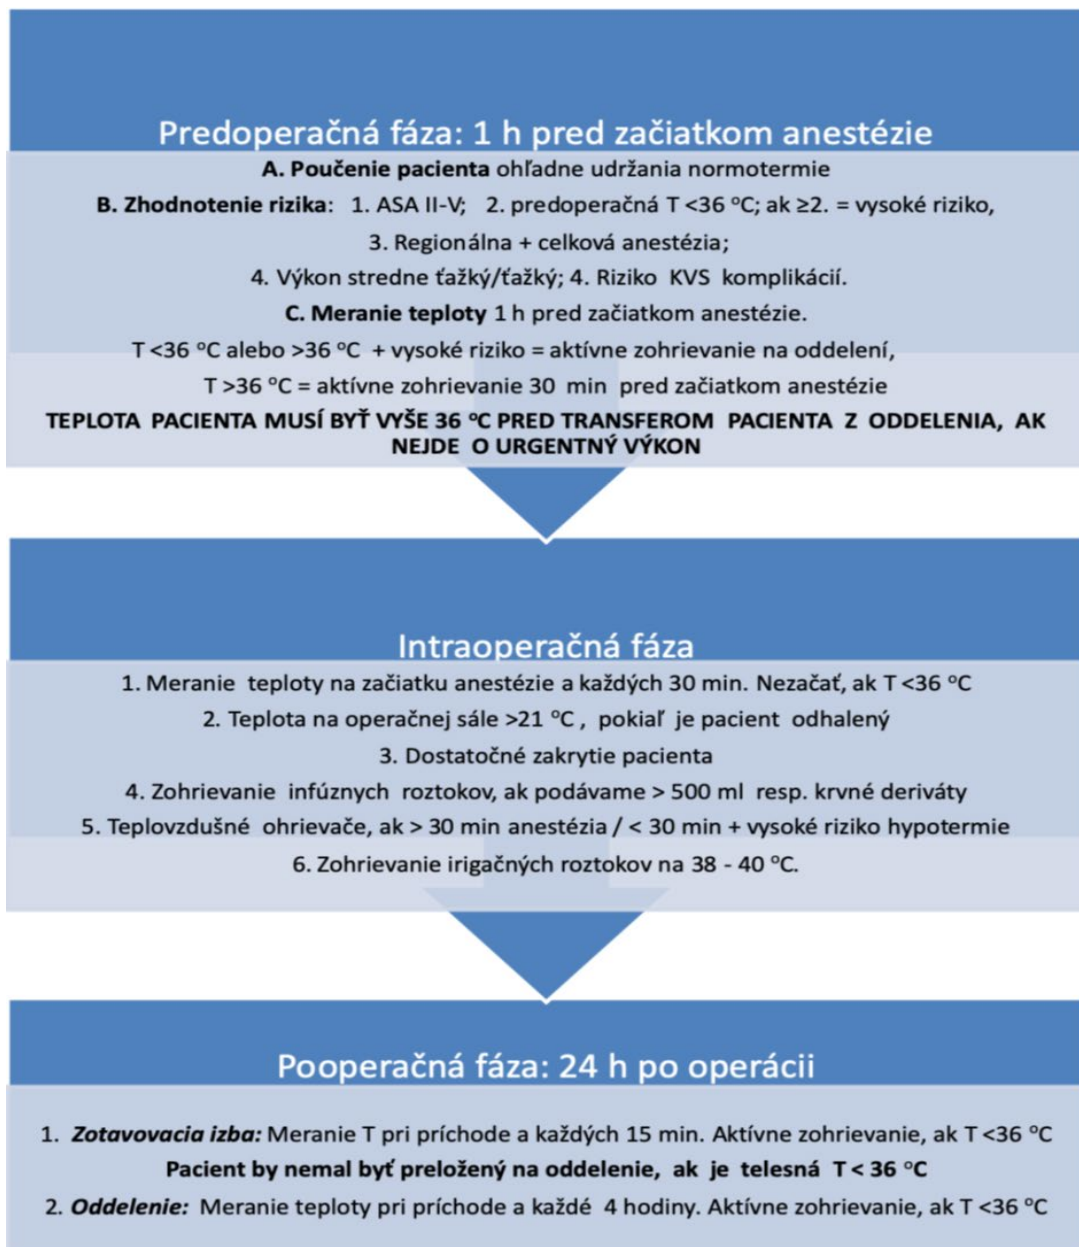 Predoperačná fáza: 1 h pred začiatkom anestézie
A. Poučenie pacienta ohľadne udržania normotermie
B. Zhodnotenie rizika: 1. ASA II-V; 2. predoperačná T <36 °C; ak ≥2. = vysoké riziko,
3. Regionálna + celková anestézia;
4. Výkon stredne ťažký/ťažký; 4. Riziko KVS komplikácií.
C. Meranie teploty 1 h pred začiatkom anestézie.
T <36 °C alebo >36 °C + vysoké riziko = aktívne zohrievanie na oddelení,
T >36 °C = aktívne zohrievanie 30 min pred začiatkom anestézie
TEPLOTA PACIENTA MUSÍ BYŤ VYŠE 36 °C PRED TRANSFEROM PACIENTA Z ODDELENIA, AK
NEJDE O URGENTNÝ VÝKON
Intraoperačná fáza
1. Meranie teploty na začiatku anestézie a každých 30 min. Nezačať, ak T <36 °C
2. Teplota na operačnej sále >21 °C , pokiaľ je pacient odhalený
3. Dostatočné zakrytie pacienta
4. Zohrievanie infúznych roztokov, ak podávame > 500 ml resp. krvné deriváty
5. Teplovzdušné ohrievače, ak > 30 min anestézia / < 30 min + vysoké riziko hypotermie
6. Zohrievanie irigačných roztokov na 38 - 40 °C.
Pooperačná fáza: 24 h po operácii
1. Zotavovacia izba: Meranie T pri príchode a každých 15 min. Aktívne zohrievanie, ak T <36 °C
Pacient by nemal byť preložený na oddelenie, ak je telesná T < 36 °C
2. Oddelenie: Meranie teploty pri príchode a každé 4 hodiny. Aktívne zohrievanie, ak T <36 °C